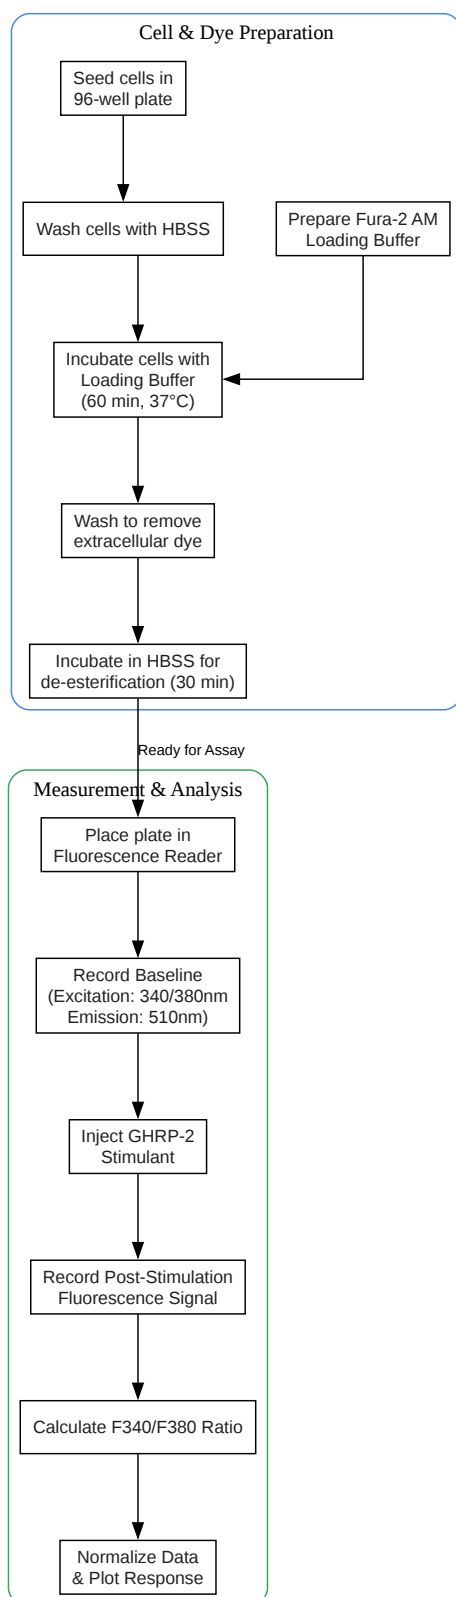 Cell & Dye Preparation
Seed cells in
96-well plate
Wash cells with HBSS
Prepare Fura-2 AM
Loading Buffer
Incubate cells with
Loading Buffer
(60 min, 37°C)
Wash to remove
extracellular dye
Incubate in HBSS for
de-esterification (30 min)
Ready for Assay
Measurement & Analysis
Place plate in
Fluorescence Reader
Record Baseline
(Excitation: 340/380nm
Emission: 510nm)
Inject GHRP-2
Stimulant
Record Post-Stimulation
Fluorescence Signal
Calculate F340/F380 Ratio
Normalize Data
& Plot Response